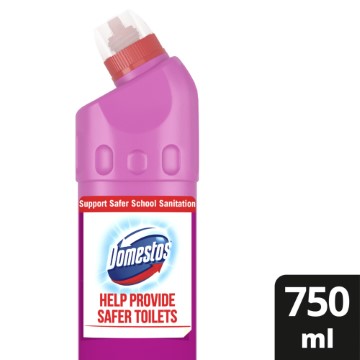 Support Safer School Sanitation
Domestos
HELP PROVIDE
SAFER TOILETS
750
ml